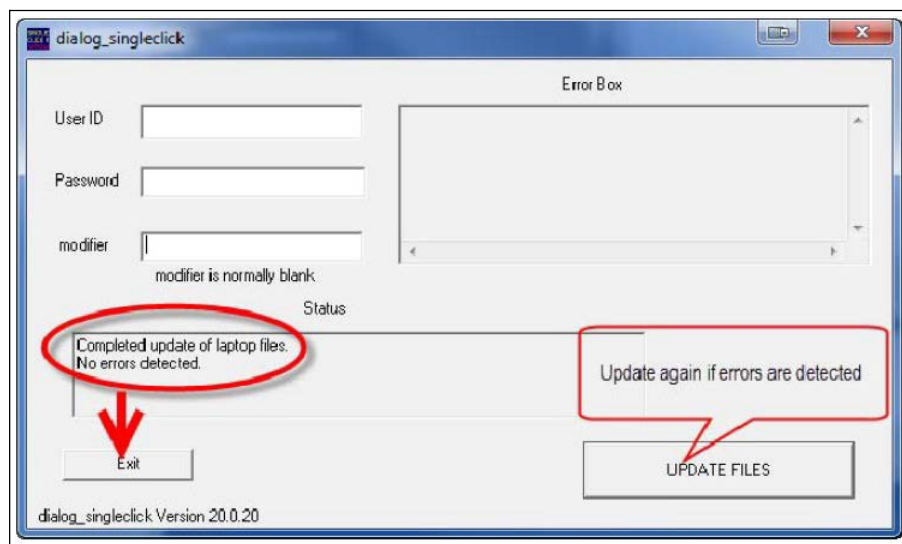 dialog_singleclick
Error Box
User ID
Password
modifier
modifier is normally blank
Status
Completed update of laptop files.
No errors detected.
Update again if errors are detected
Exit
UPDATE FILES
dialog_singleclick Version 20.0.20